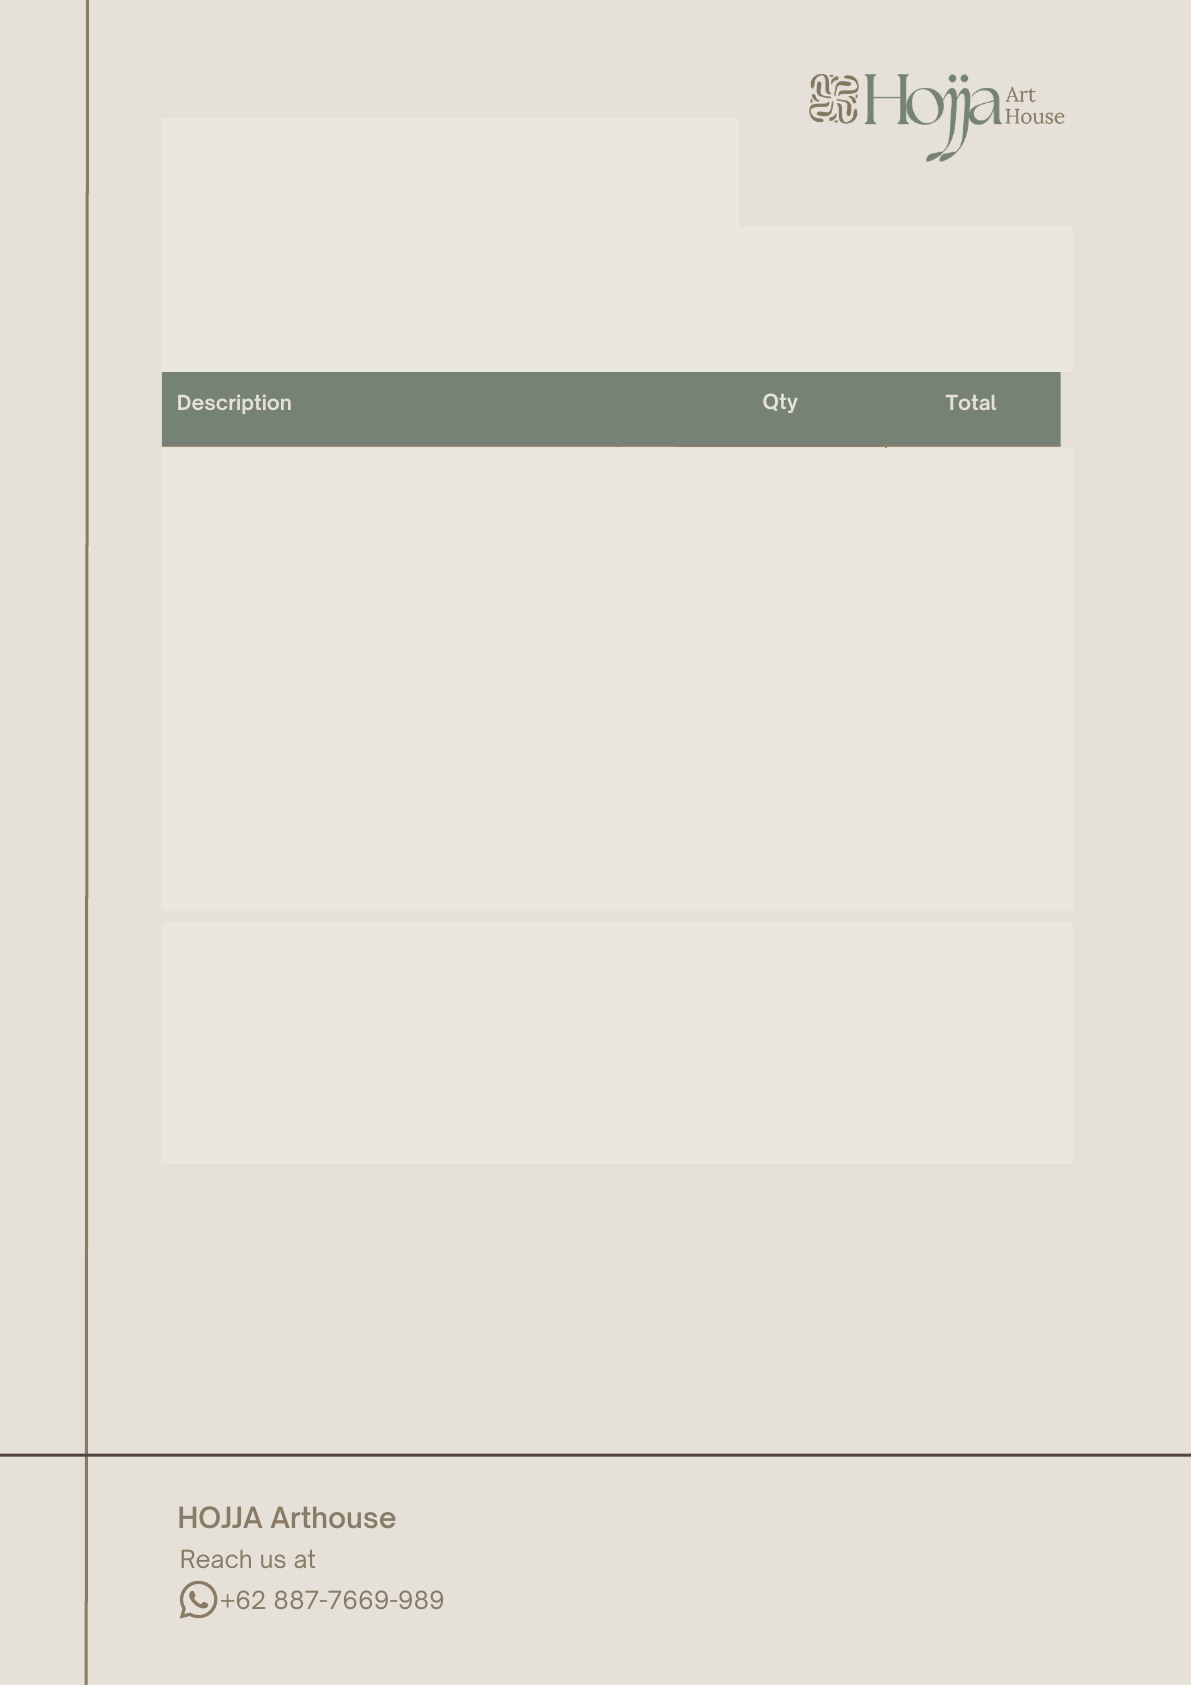 Hojja Art
House
Description Qty Total
HOJJA Arthouse
Reach us at
+62 887-7669-989